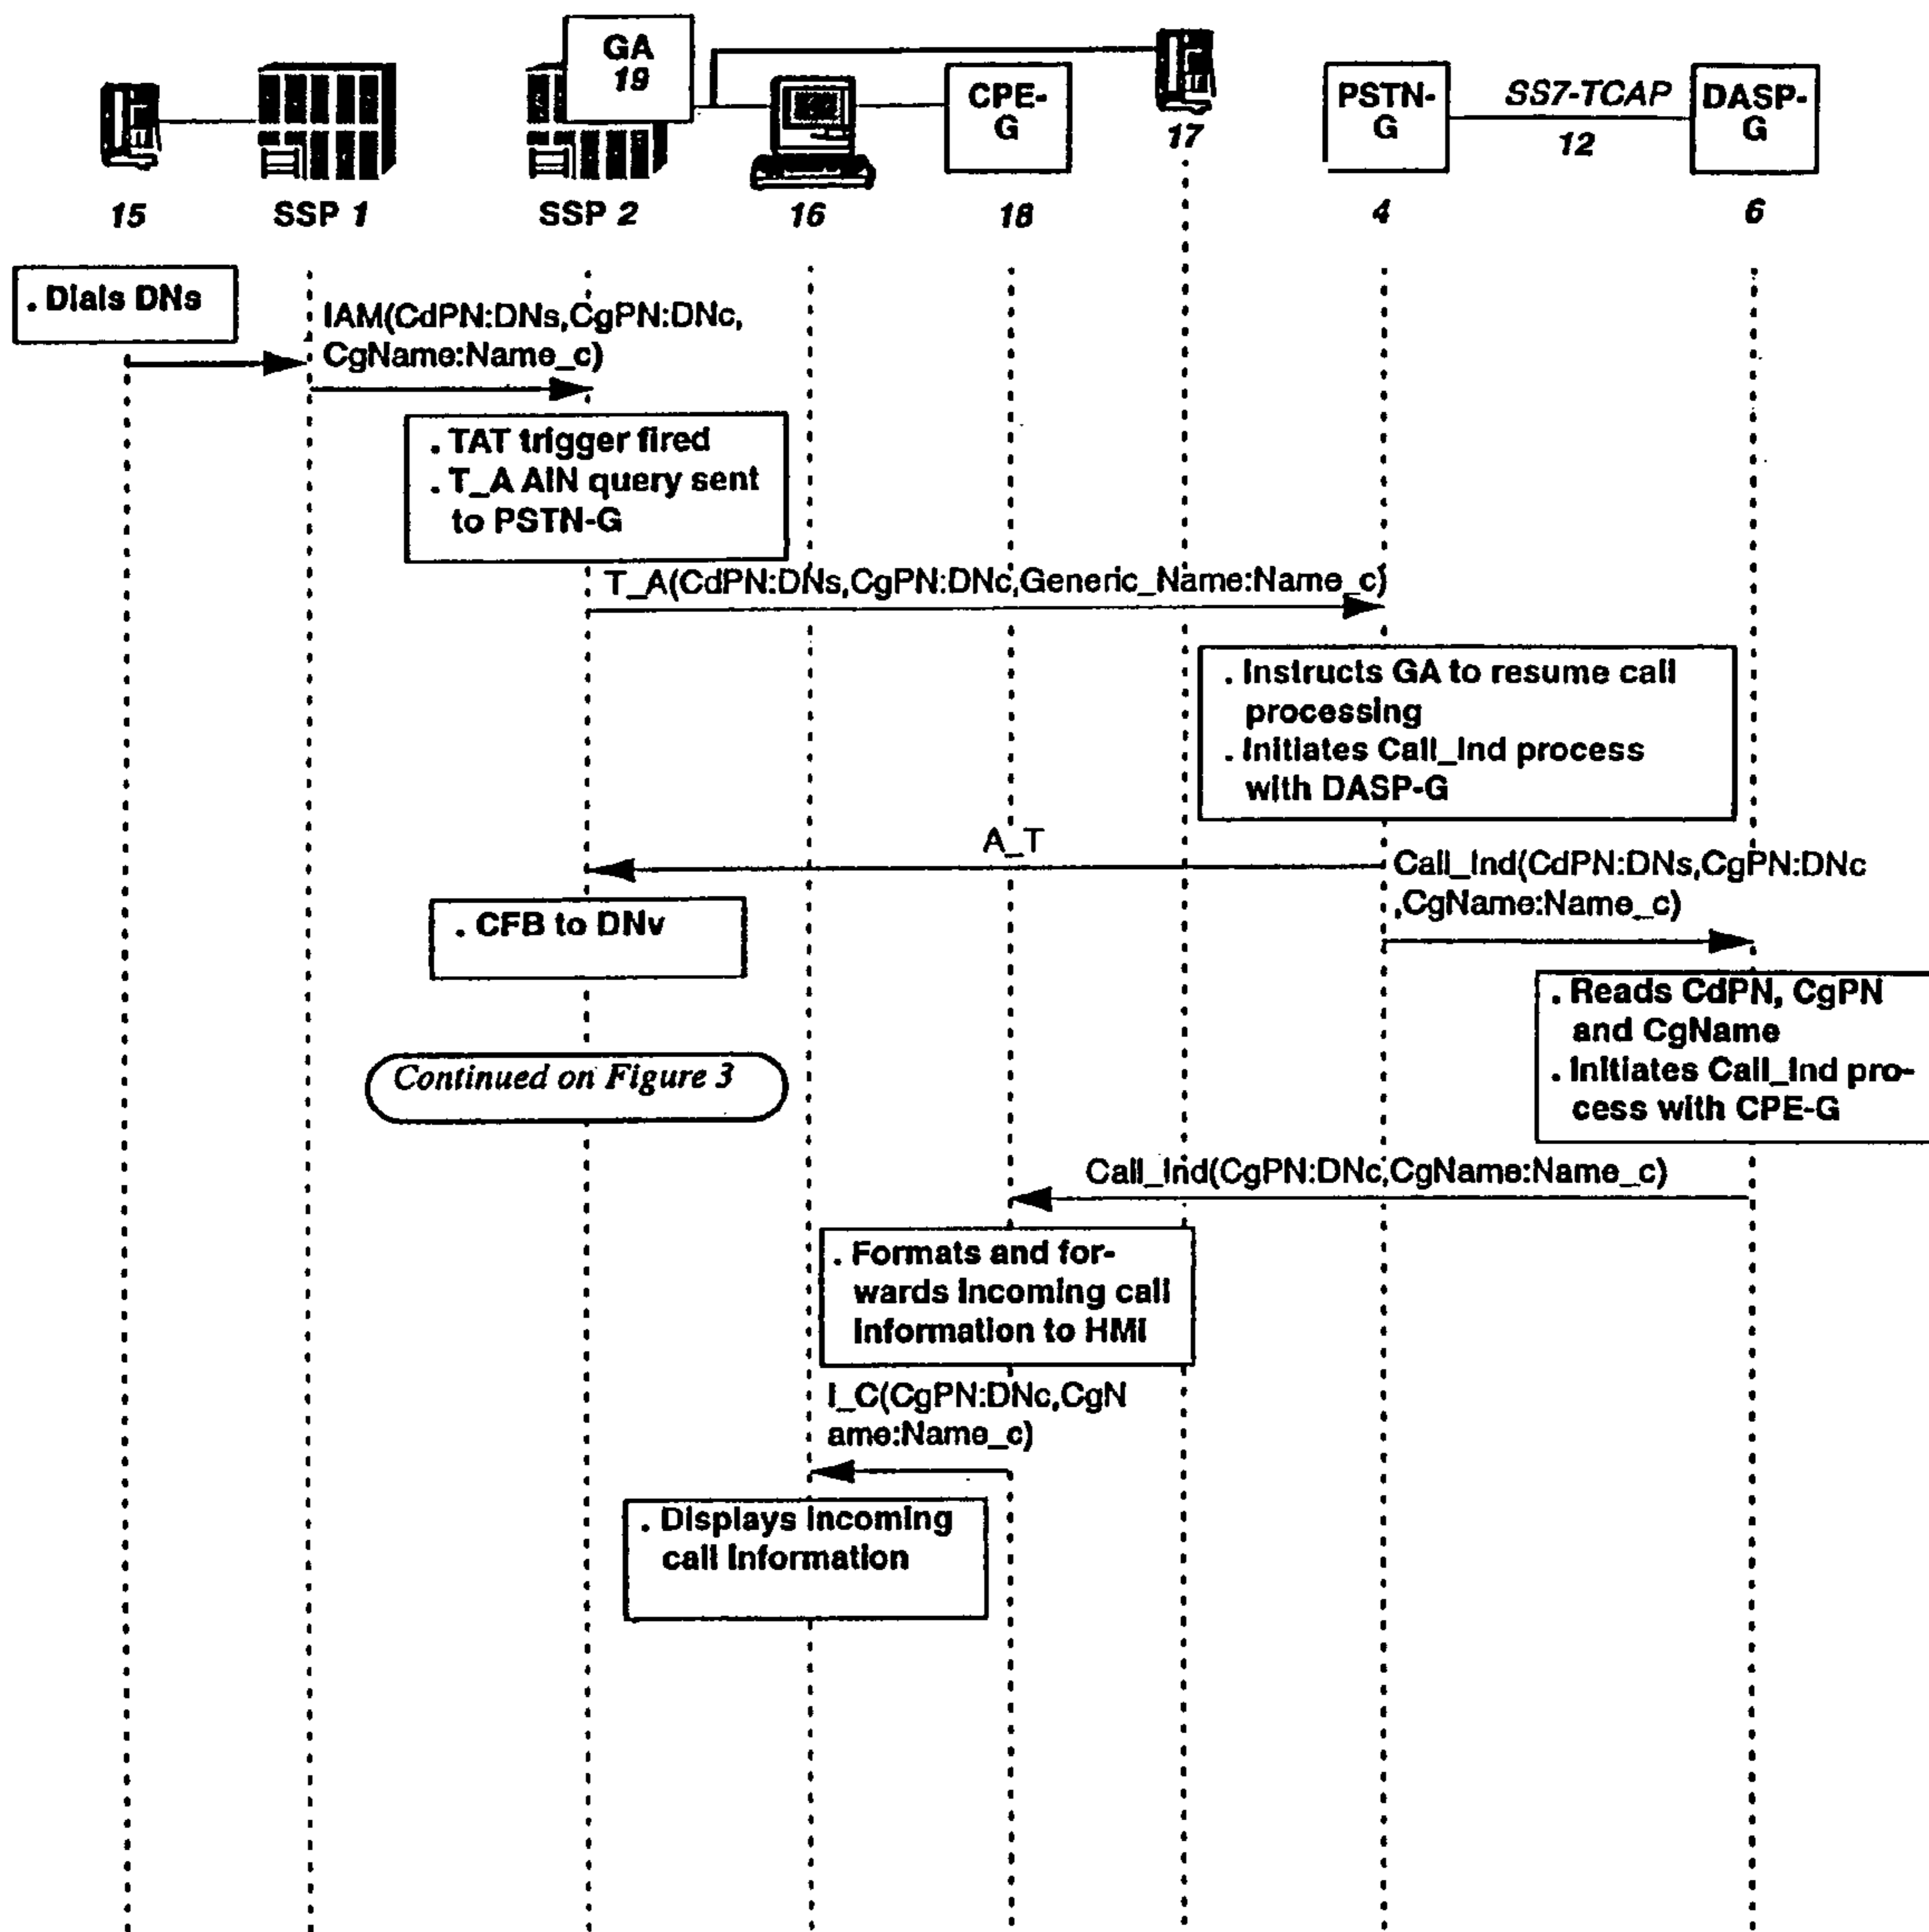 GA
19
CPE-
G
PSTN-
G
SS7-TCAP
12
DASP-
G
17
15
SSP 1
SSP 2
16
18
4
6
. Dials DNs
IAM(CdPN:DNs,CgPN:DNc,
CgName:Name_c)
. TAT trigger fired
. T_A AIN query sent
to PSTN-G
T_A(CdPN:DNs,CgPN:DNc,Generic_Name:Name_c)
. Instructs GA to resume call
processing
. Initiates Call_Ind process
with DASP-G
A_T
Call_Ind(CdPN:DNs,CgPN:DNc
,CgName:Name_c)
. CFB to DNv
. Reads CdPN, CgPN
and CgName
. Initiates Call_Ind pro-
cess with CPE-G
Continued on Figure 3
Call_Ind(CgPN:DNc,CgName:Name_c)
. Formats and for-
wards Incoming call
Information to HMI
I_C(CgPN:DNc,CgN
ame:Name_c)
. Displays incoming
call Information